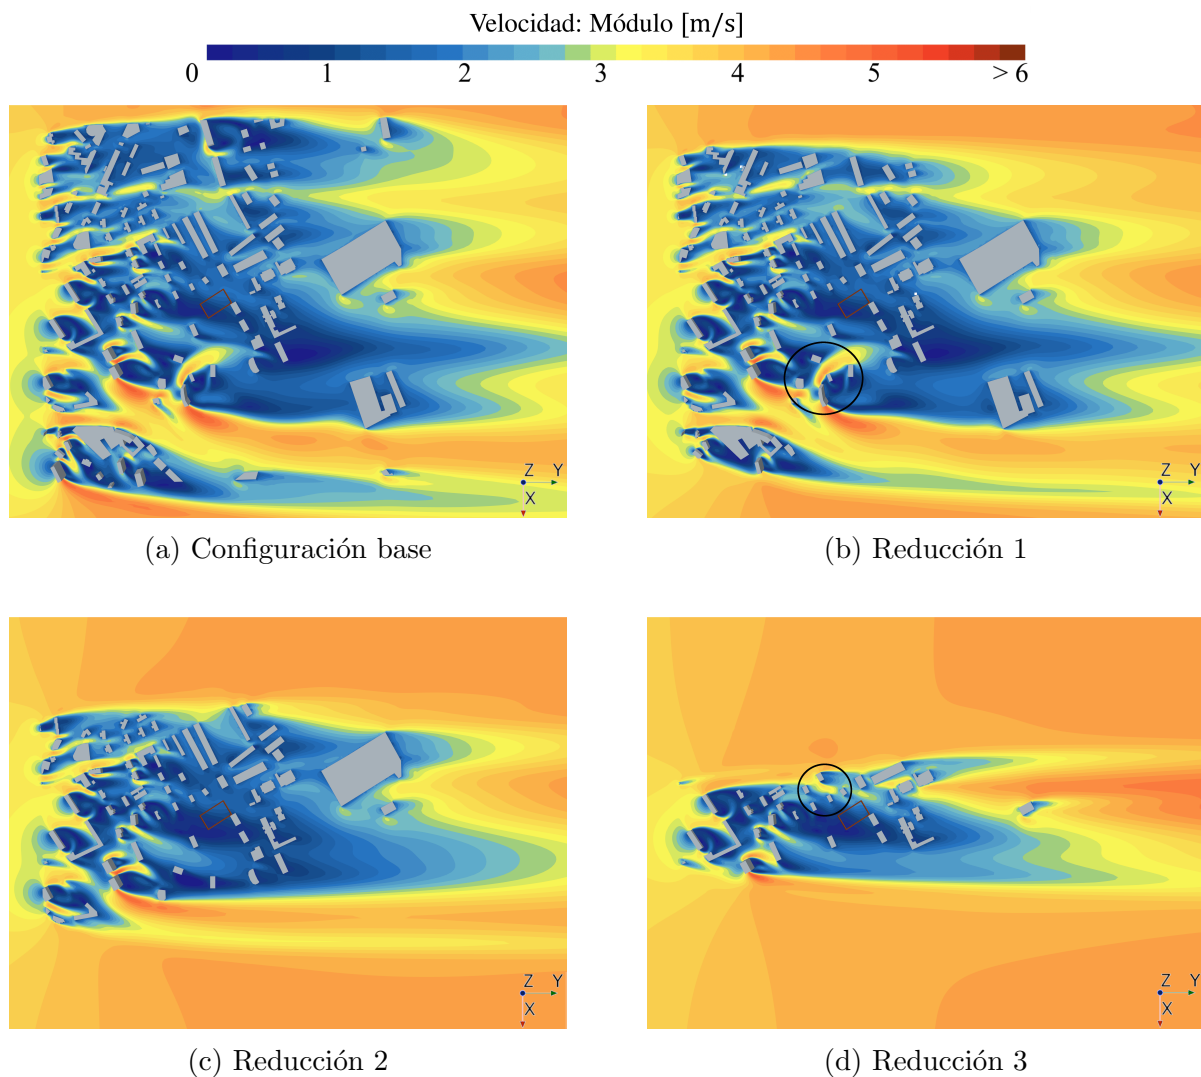 Velocidad: Módulo [m/s]
0 1 2 3 4 5 > 6
Z Y
X
Z Y
X
(a) Configuración base
(b) Reducción 1
Z Y
X
Z Y
X
(c) Reducción 2
(d) Reducción 3